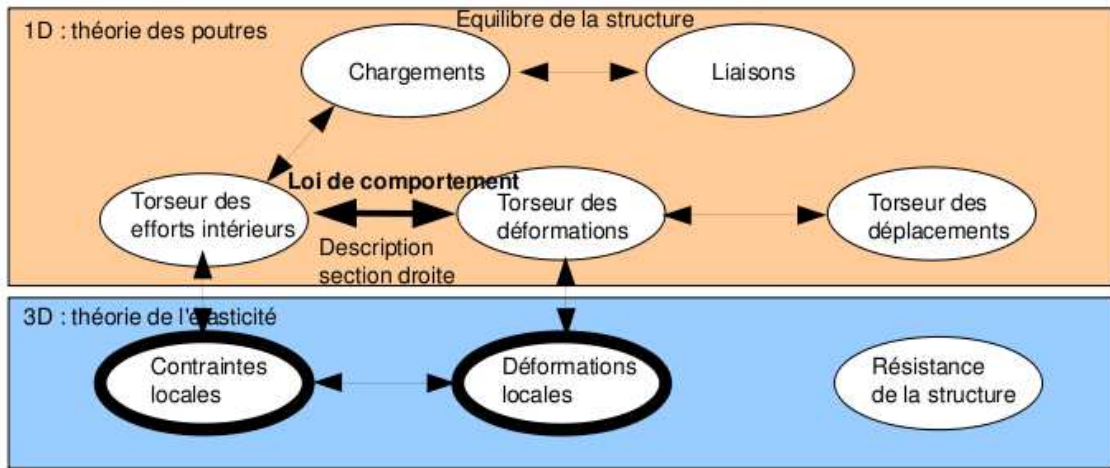 Equilibre de la structure
1D : théorie des poutres
Chargements
Liaisons
Loi de comportement
Torseur des
efforts intérieurs
Torseur des
déformations
Torseur des
déplacements
Description
section droite
3D : théorie de l'élasticité
Contraintes
locales
Déformations
locales
Résistance
de la structure